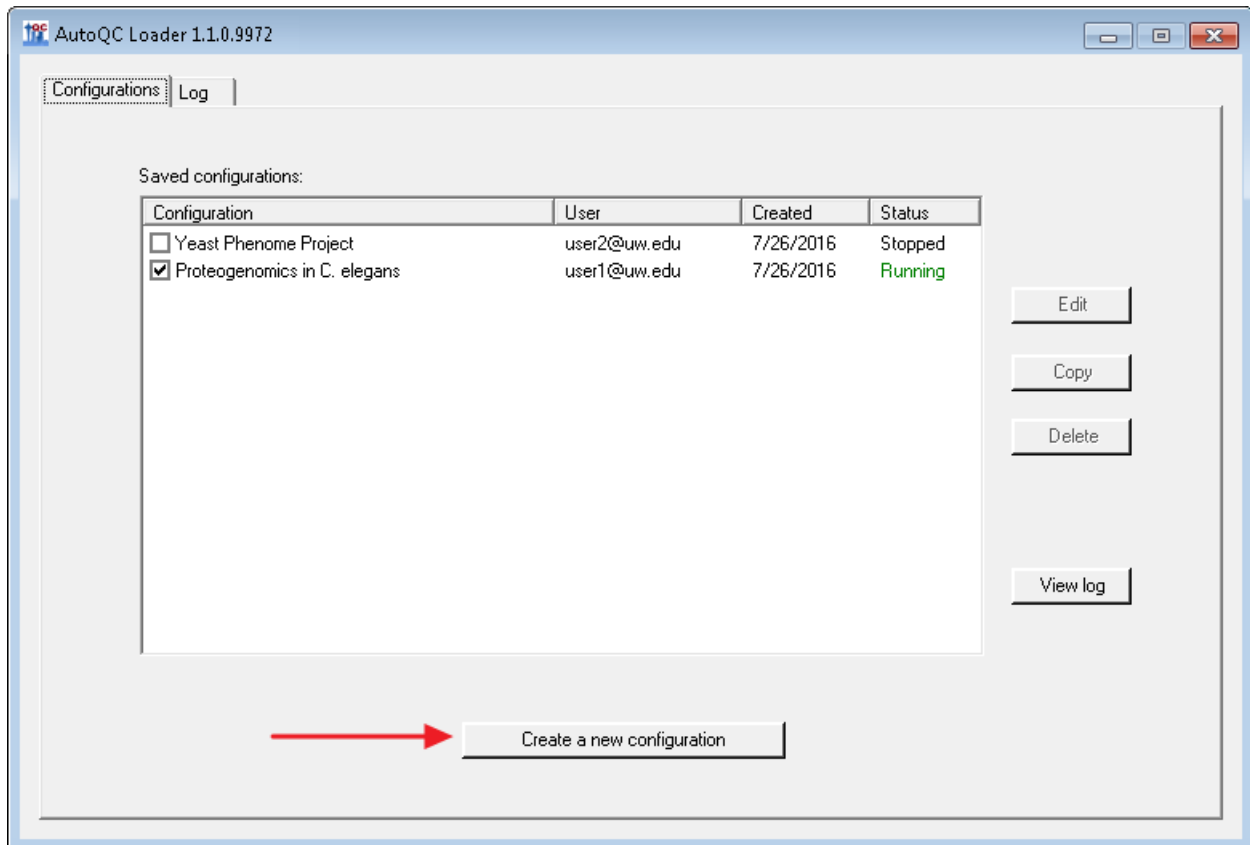 AutoQC Loader 1.1.0.9972
Configurations Log
Saved configurations:
Configuration User Created Status
Yeast Phenome Project user2@uw.edu 7/26/2016 Stopped
Proteogenomics in C. elegans user1@uw.edu 7/26/2016 Running
Edit
Copy
Delete
View log
Create a new configuration